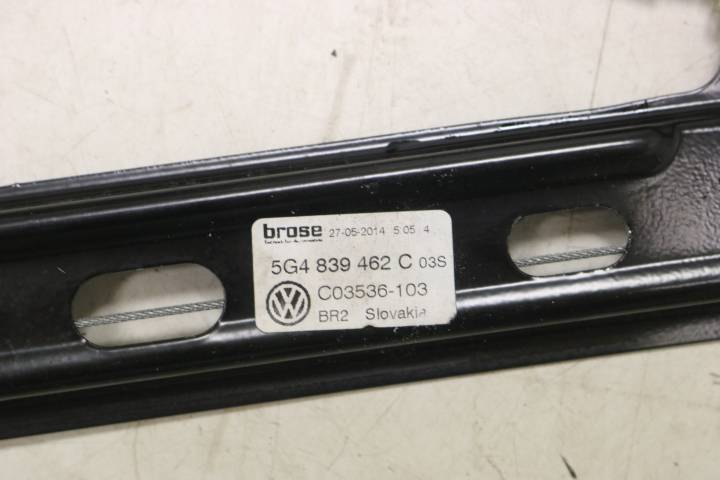 brose 27-05-2014 5:05 4
5G4 839 462 C 03S
C03536-103
BR2 Slovakia